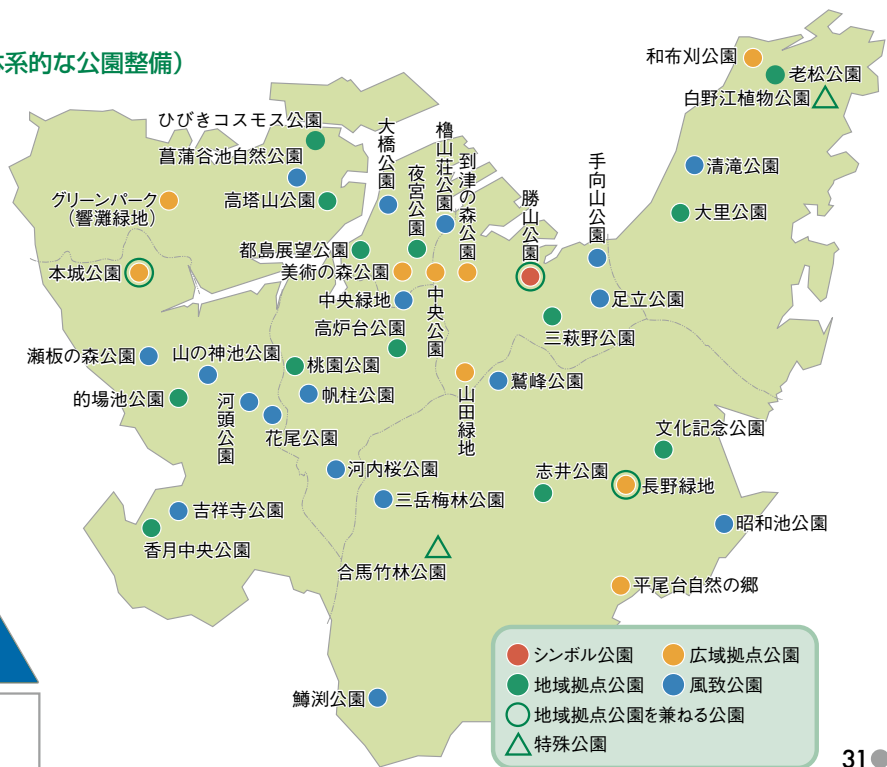 系的な公園整備）
和布刈公園
老松公園
白野江植物公園
ひびきコスモス公園
菖蒲谷池自然公園
グリーンパーク
（響灘緑地）
高塔山公園
大橋公園
夜宮公園
櫓山荘公園
到津の森公園
勝山公園
手向山公園
清滝公園
大里公園
本城公園
都島展望公園
美術の森公園
中央緑地
中央公園
高炉台公園
足立公園
三萩野公園
瀬板の森公園
山の神池公園
桃園公園
的場池公園
河頭公園
花尾公園
帆柱公園
山田緑地
鷲峰公園
文化記念公園
河内桜公園
志井公園
長野緑地
吉祥寺公園
三岳梅林公園
昭和池公園
香月中央公園
合馬竹林公園
平尾台自然の郷
鱒渕公園
シンボル公園
広域拠点公園
地域拠点公園
風致公園
地域拠点公園を兼ねる公園
特殊公園
31